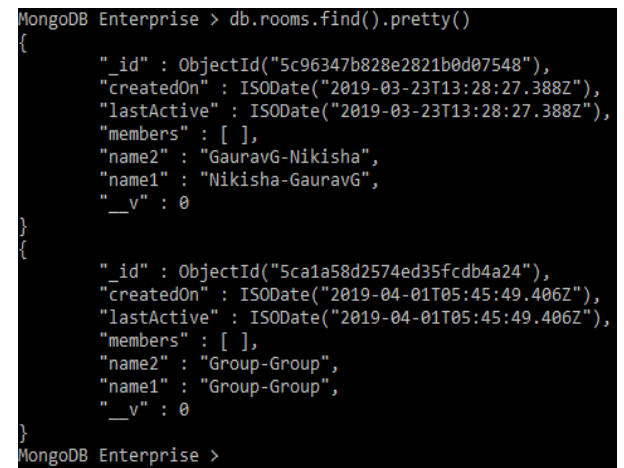 MongoDB Enterprise > db.rooms.find().pretty()
{
        "_id" : ObjectId("5c96347b828e2821b0d07548"),
        "createdOn" : ISODate("2019-03-23T13:28:27.388Z"),
        "lastActive" : ISODate("2019-03-23T13:28:27.388Z"),
        "members" : [ ],
        "name2" : "GauravG-Nikisha",
        "name1" : "Nikisha-GauravG",
        "__v" : 0
}
{
        "_id" : ObjectId("5ca1a58d2574ed35fcdb4a24"),
        "createdOn" : ISODate("2019-04-01T05:45:49.406Z"),
        "lastActive" : ISODate("2019-04-01T05:45:49.406Z"),
        "members" : [ ],
        "name2" : "Group-Group",
        "name1" : "Group-Group",
        "__v" : 0
}
MongoDB Enterprise >